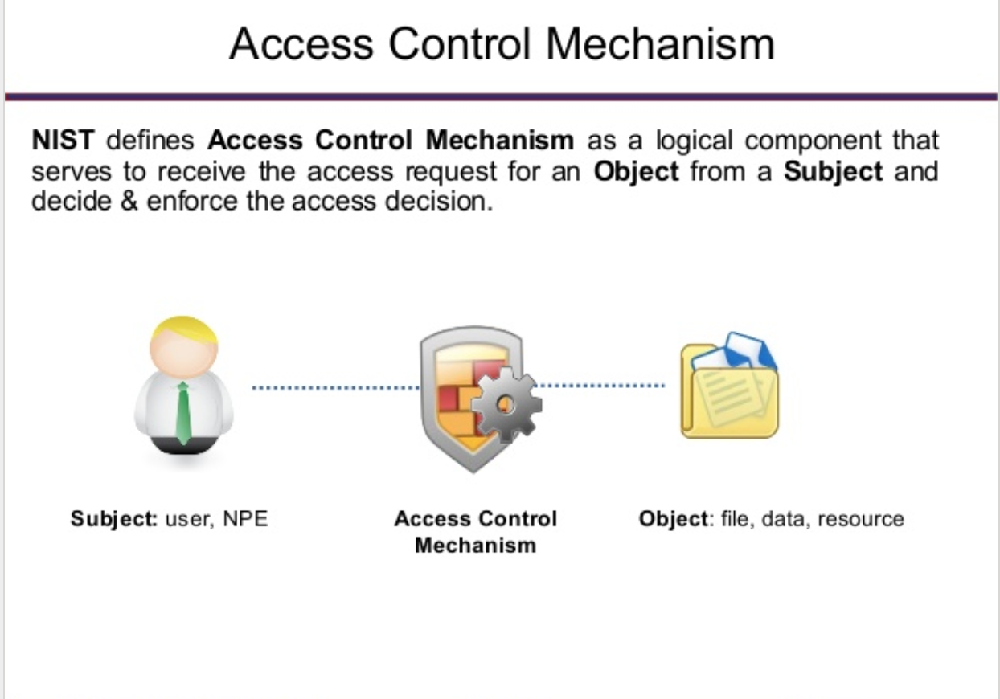 Access Control Mechanism
NIST defines Access Control Mechanism as a logical component that
serves to receive the access request for an Object from a Subject and
decide & enforce the access decision.
Subject: user, NPE
Access Control
Mechanism
Object: file, data, resource